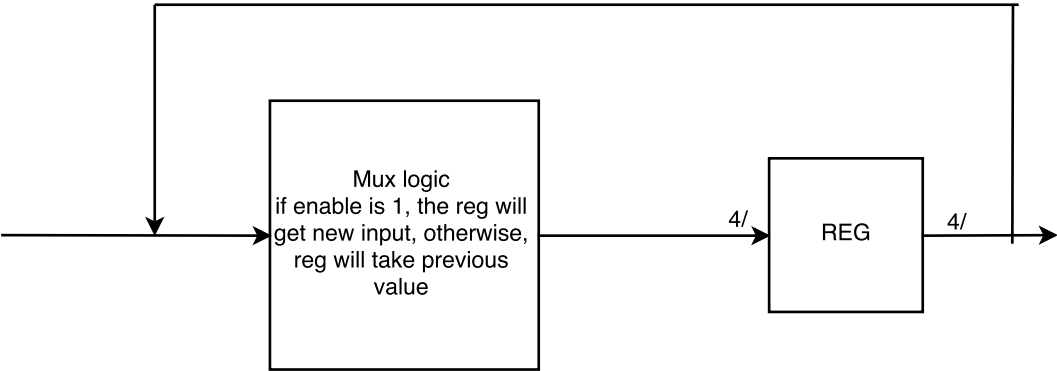 Mux logic
if enable is 1, the reg will
get new input, otherwise,
reg will take previous
value
4/
REG
4/